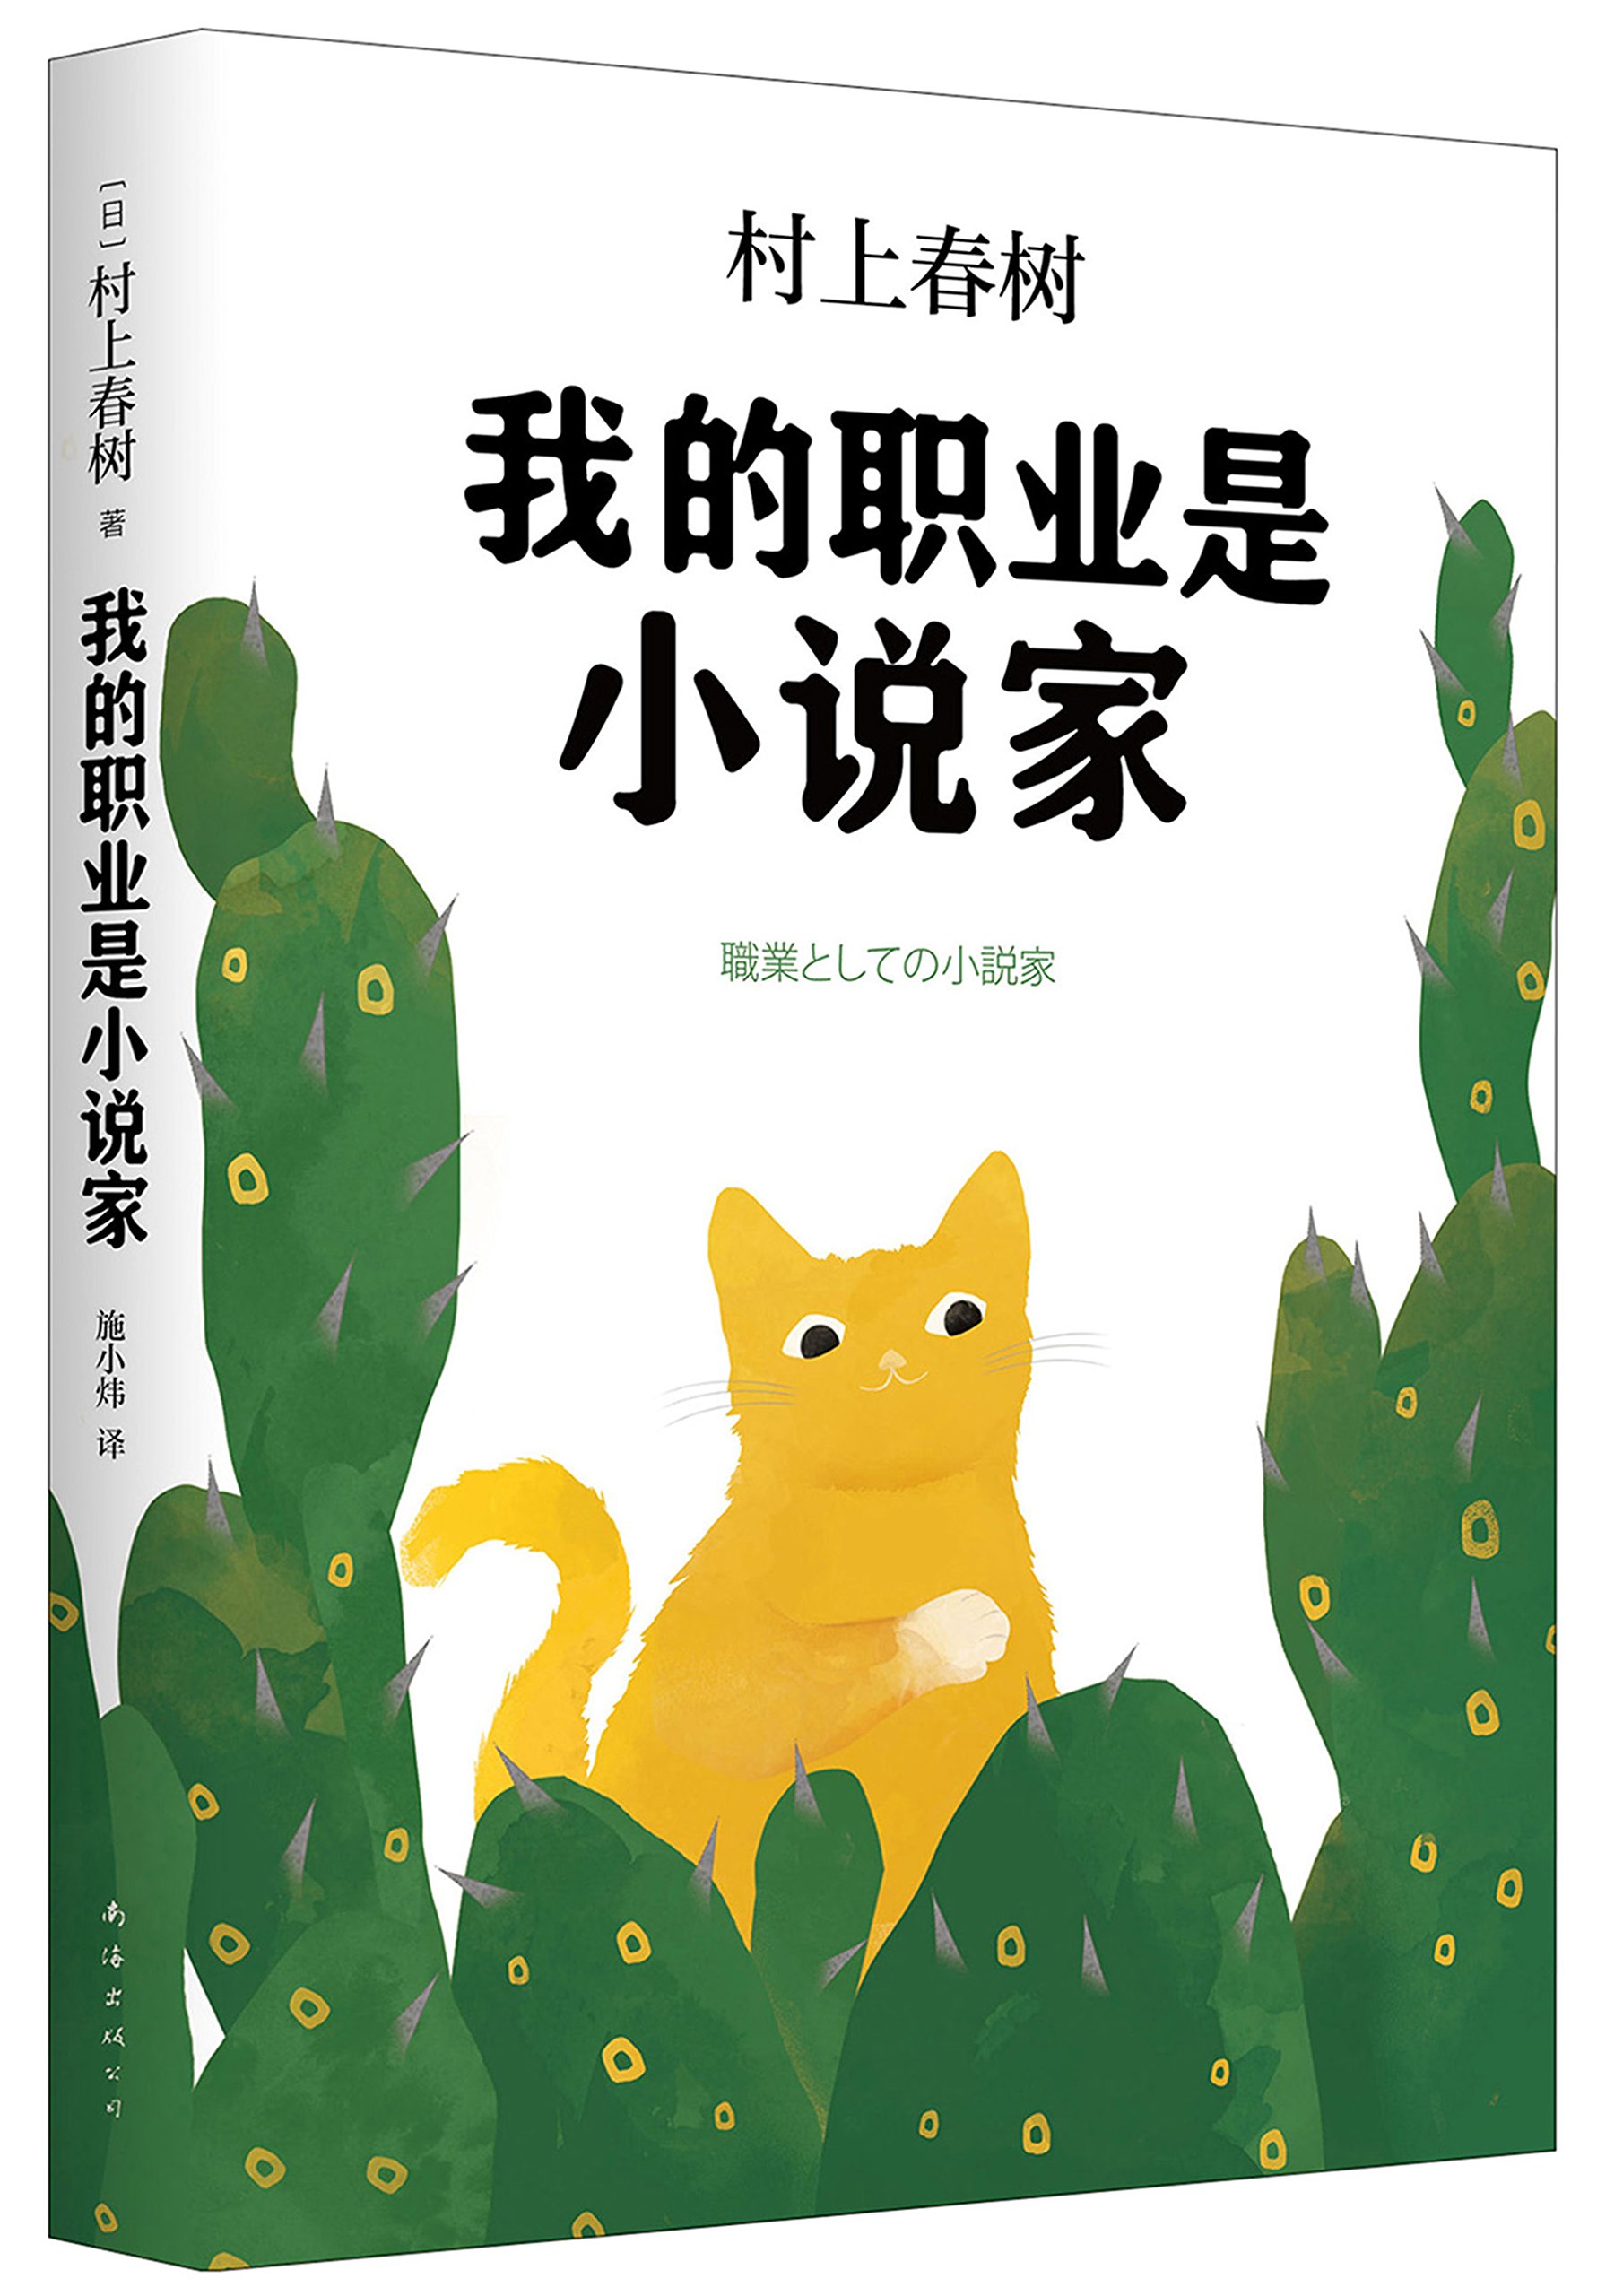 村上春树
我的职业是
小说家
職業としての小説家
〔日〕村上春树 著
我的职业是小说家
施小炜 译
南海出版公司